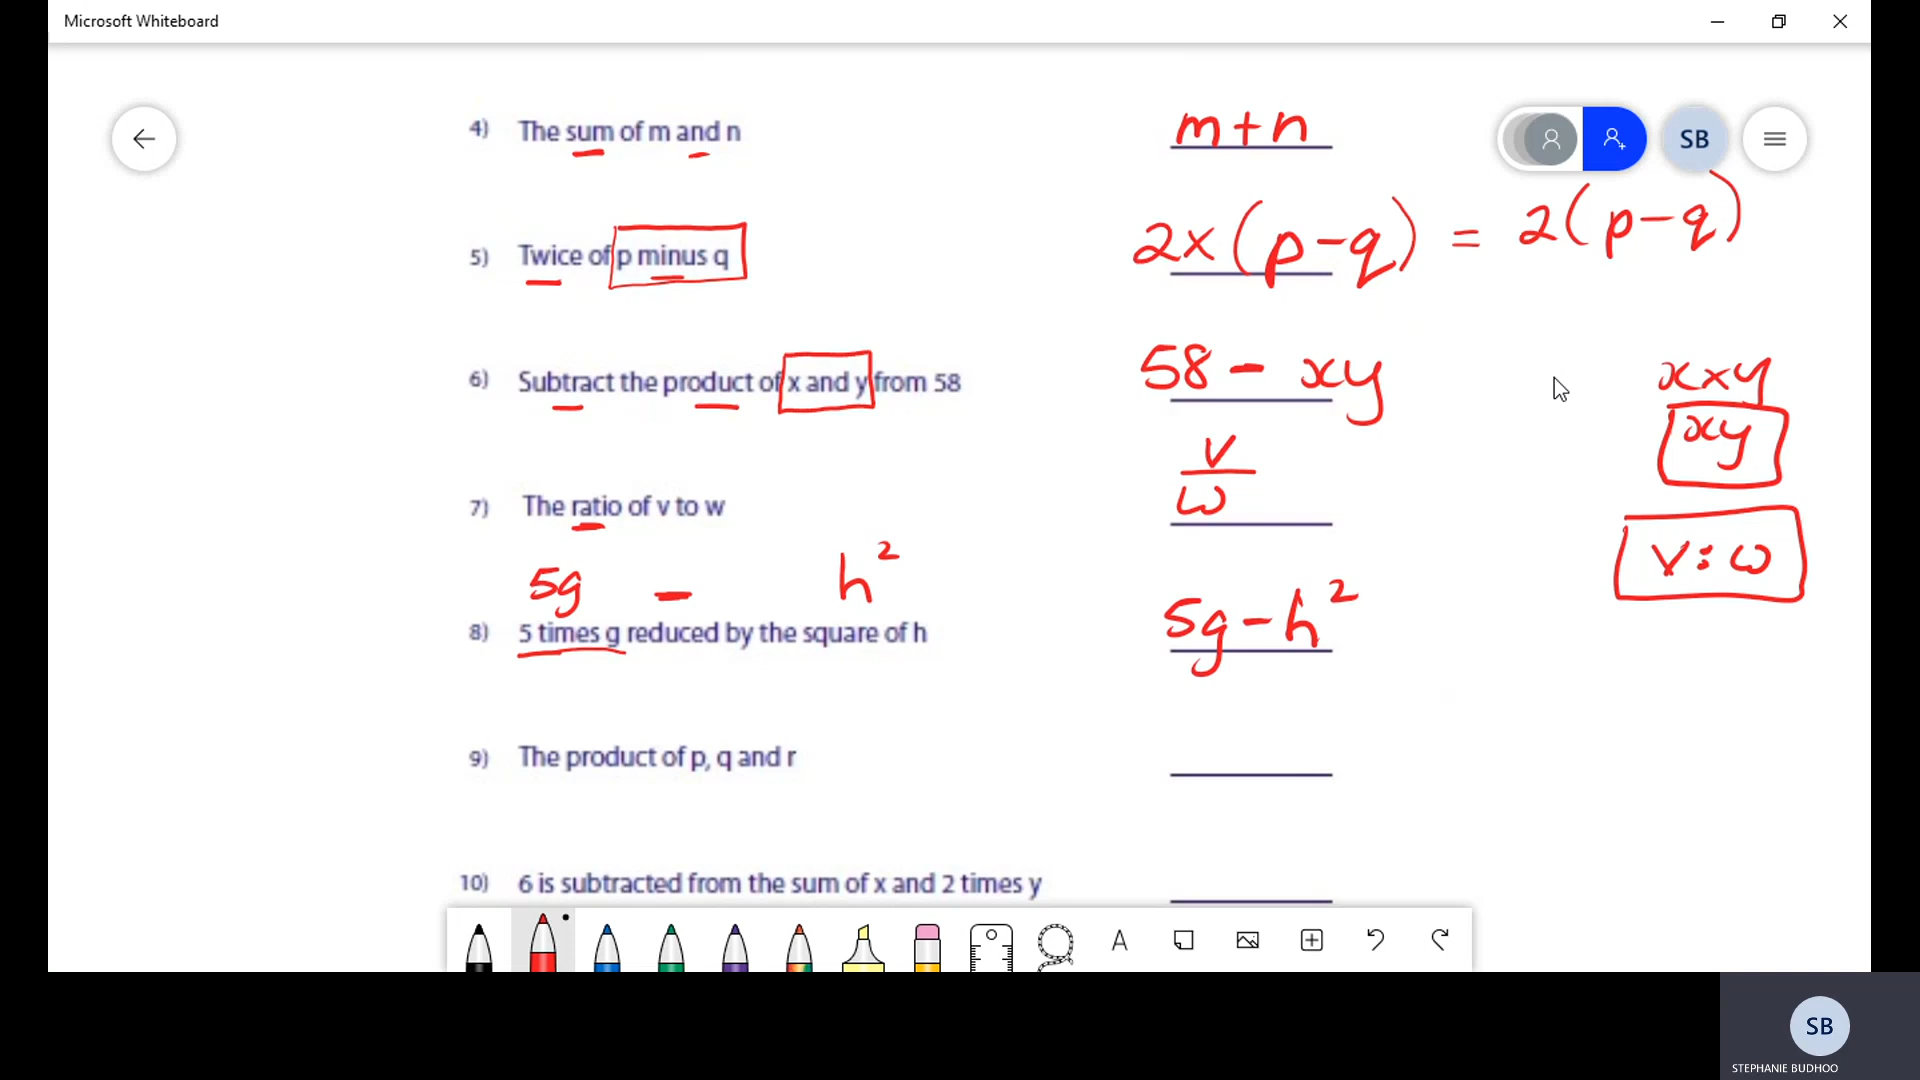 Microsoft Whiteboard
4) The sum of m and n m+n
SB
5) Twice of p minus q 2×(p-q) = 2(p-q)
6) Subtract the product of x and y from 58 58 - xy
x×y
xy
7) The ratio of v to w v/w
v:w
5g - h²
8) 5 times g reduced by the square of h 5g-h²
9) The product of p, q and r
10) 6 is subtracted from the sum of x and 2 times y
A
SB
STEPHANIE BUDHOO